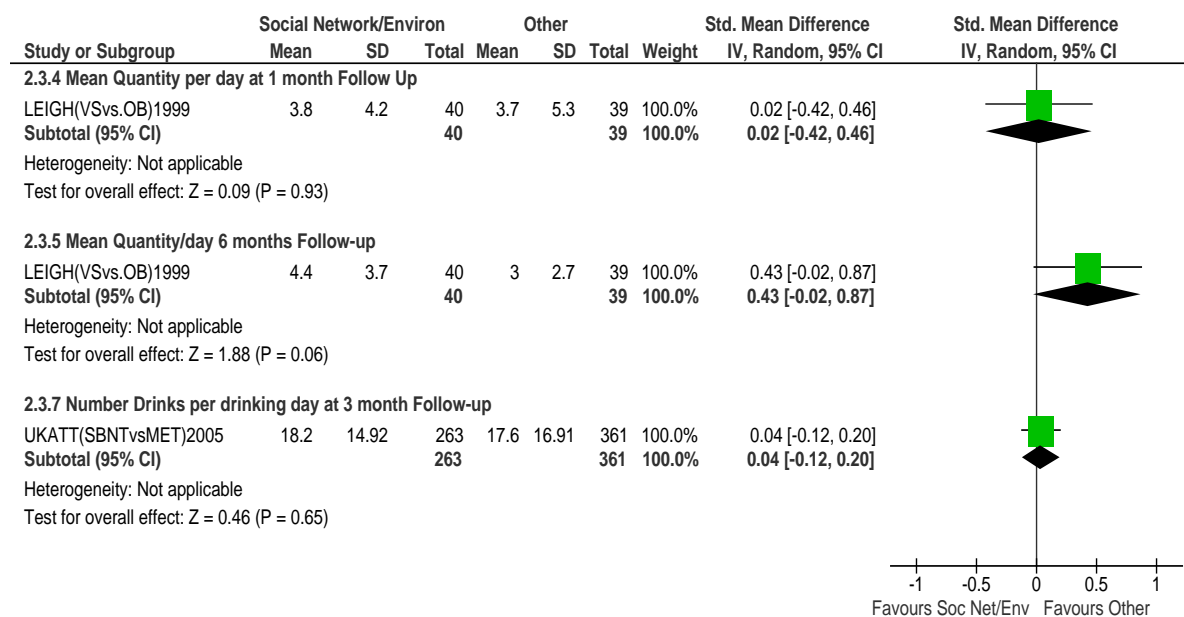 Social Network/Environ Other Std. Mean Difference Std. Mean Difference
Study or Subgroup Mean SD Total Mean SD Total Weight IV, Random, 95% CI IV, Random, 95% CI
2.3.4 Mean Quantity per day at 1 month Follow Up
LEIGH(VSvs.OB)1999 3.8 4.2 40 3.7 5.3 39 100.0% 0.02 [-0.42, 0.46]
Subtotal (95% CI) 40 39 100.0% 0.02 [-0.42, 0.46]
Heterogeneity: Not applicable
Test for overall effect: Z = 0.09 (P = 0.93)
2.3.5 Mean Quantity/day 6 months Follow-up
LEIGH(VSvs.OB)1999 4.4 3.7 40 3 2.7 39 100.0% 0.43 [-0.02, 0.87]
Subtotal (95% CI) 40 39 100.0% 0.43 [-0.02, 0.87]
Heterogeneity: Not applicable
Test for overall effect: Z = 1.88 (P = 0.06)
2.3.7 Number Drinks per drinking day at 3 month Follow-up
UKATT(SBNTvsMET)2005 18.2 14.92 263 17.6 16.91 361 100.0% 0.04 [-0.12, 0.20]
Subtotal (95% CI) 263 361 100.0% 0.04 [-0.12, 0.20]
Heterogeneity: Not applicable
Test for overall effect: Z = 0.46 (P = 0.65)
-1 -0.5 0 0.5 1
Favours Soc Net/Env Favours Other